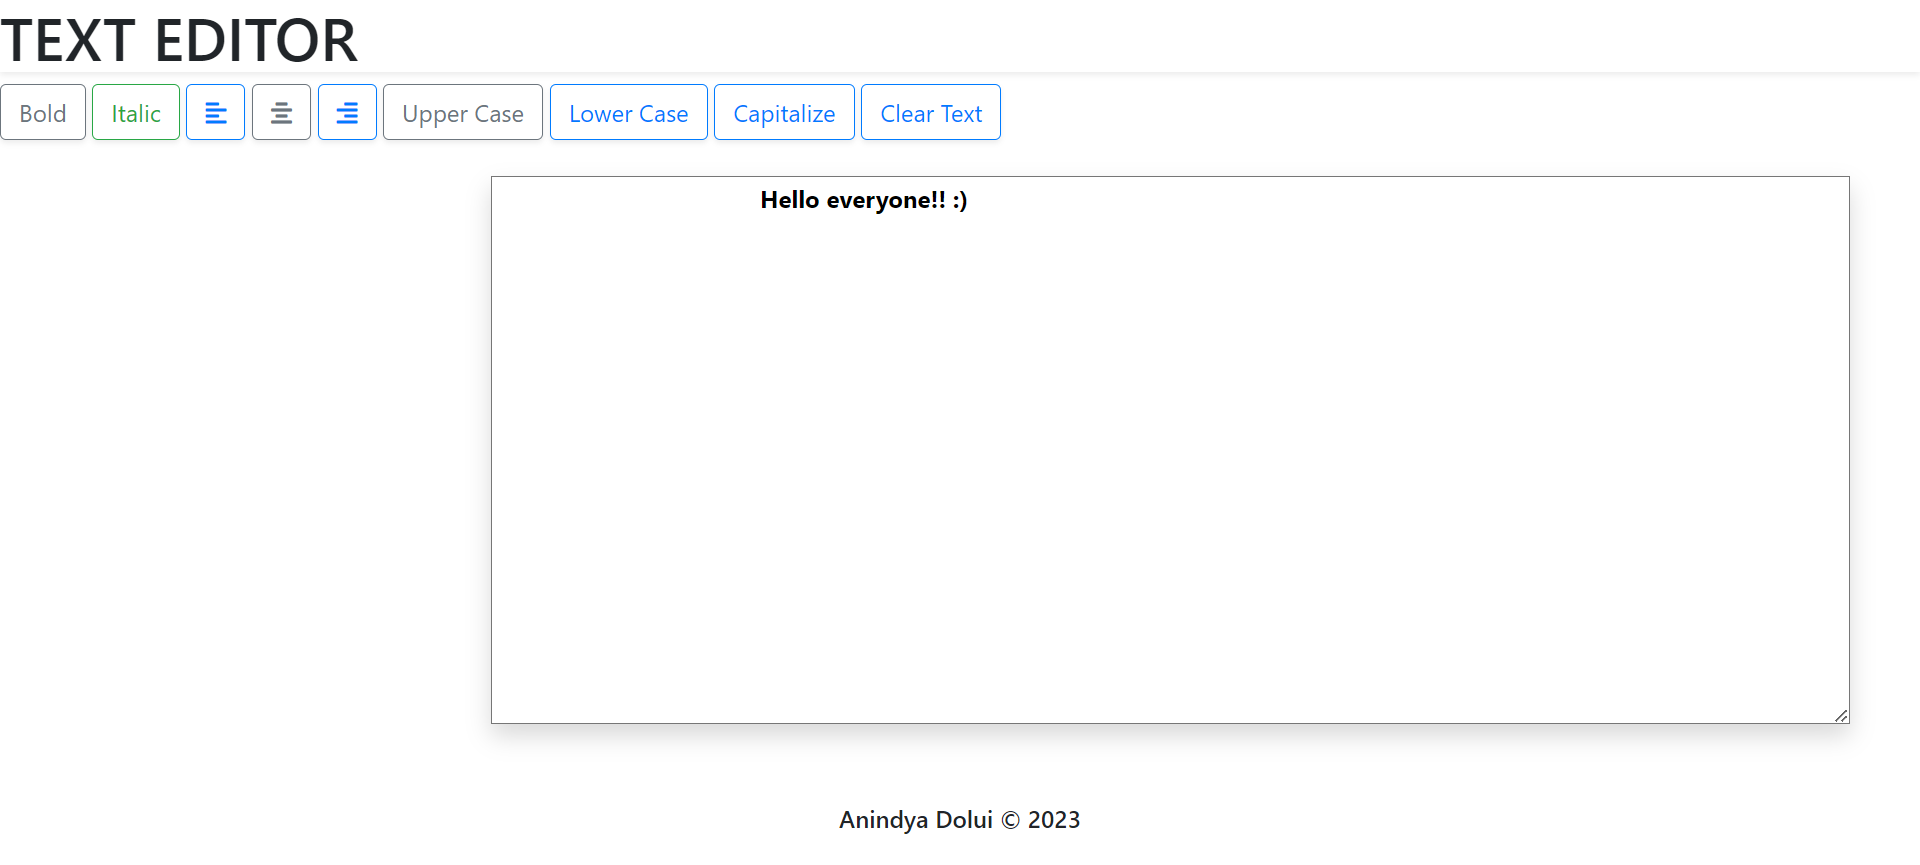 TEXT EDITOR
Bold Italic Upper Case Lower Case Capitalize Clear Text
Hello everyone!! :)
Anindya Dolui © 2023